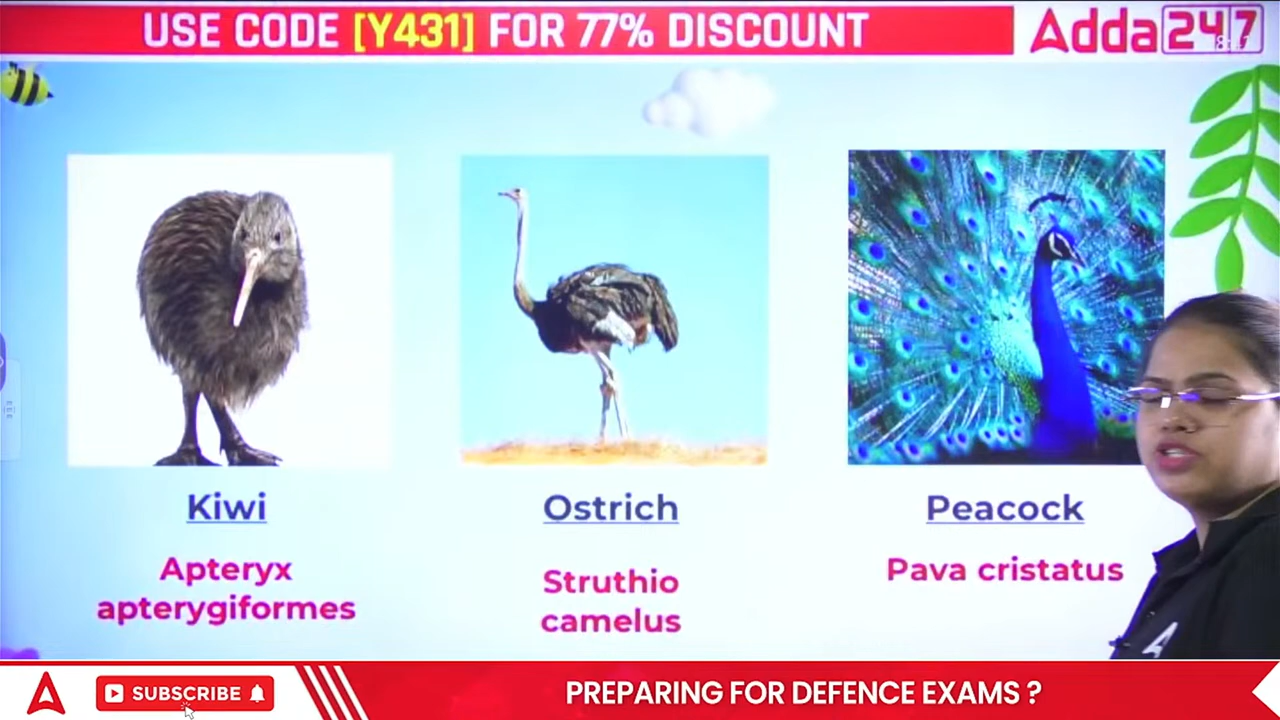 USE CODE [Y431] FOR 77% DISCOUNT
Adda247
Kiwi
Ostrich
Peacock
Apteryx
apterygiformes
Struthio
camelus
Pava cristatus
SUBSCRIBE
PREPARING FOR DEFENCE EXAMS ?